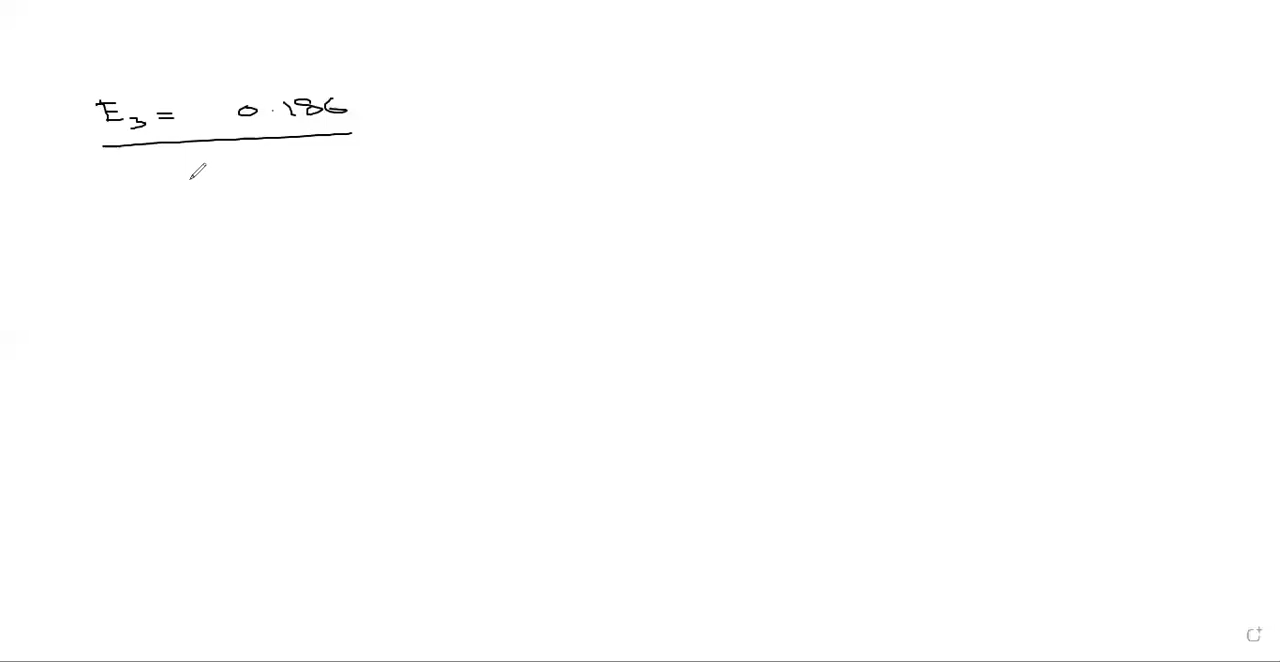 E₃ = 0.186